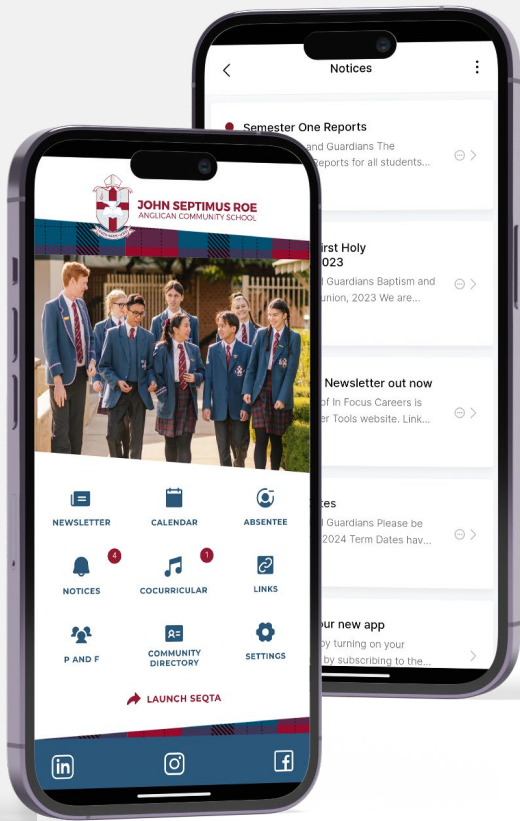 Notices
Semester One Reports
and Guardians The
Reports for all students...
irst Holy
023
Guardians Baptism and
union, 2023 We are...
Newsletter out now
of In Focus Careers is
er Tools website. Link...
tes
Guardians Please be
2024 Term Dates hav...
ur new app
by turning on your
by subscribing to the...
JOHN SEPTIMUS ROE
ANGLICAN COMMUNITY SCHOOL
NEWSLETTER
CALENDAR
ABSENTEE
4
1
NOTICES
COCURRICULAR
LINKS
P AND F
COMMUNITY
DIRECTORY
SETTINGS
LAUNCH SEQTA
in
f